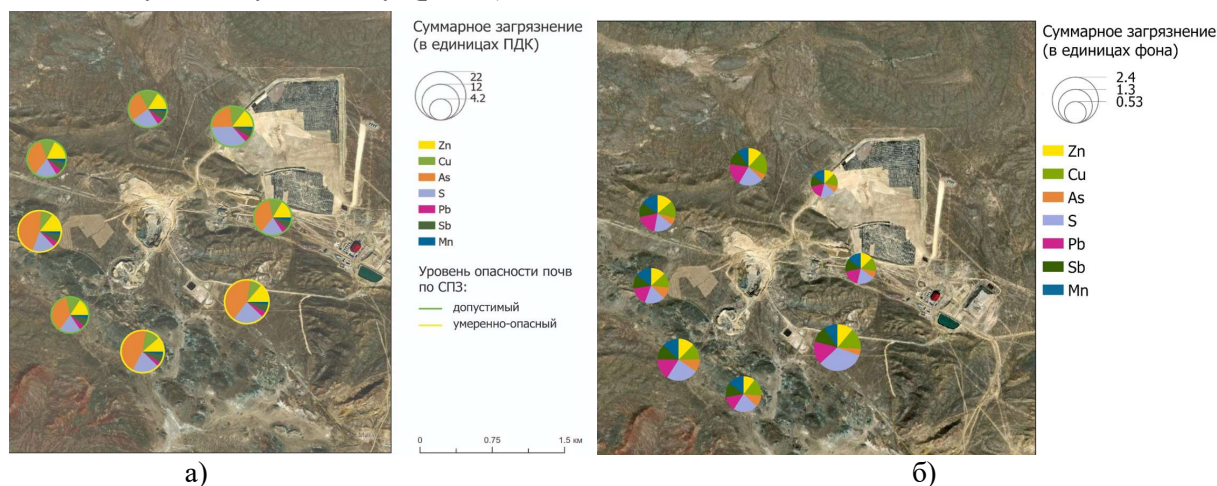 Суммарное загрязнение
(в единицах ПДК)
22
12
4.2
Zn
Cu
As
S
Pb
Sb
Mn
Уровень опасности почв
по СПЗ:
допустимый
умеренно-опасный
0 0.75 1.5 км
а)
Суммарное загрязнение
(в единицах фона)
2.4
1.3
0.53
Zn
Cu
As
S
Pb
Sb
Mn
б)